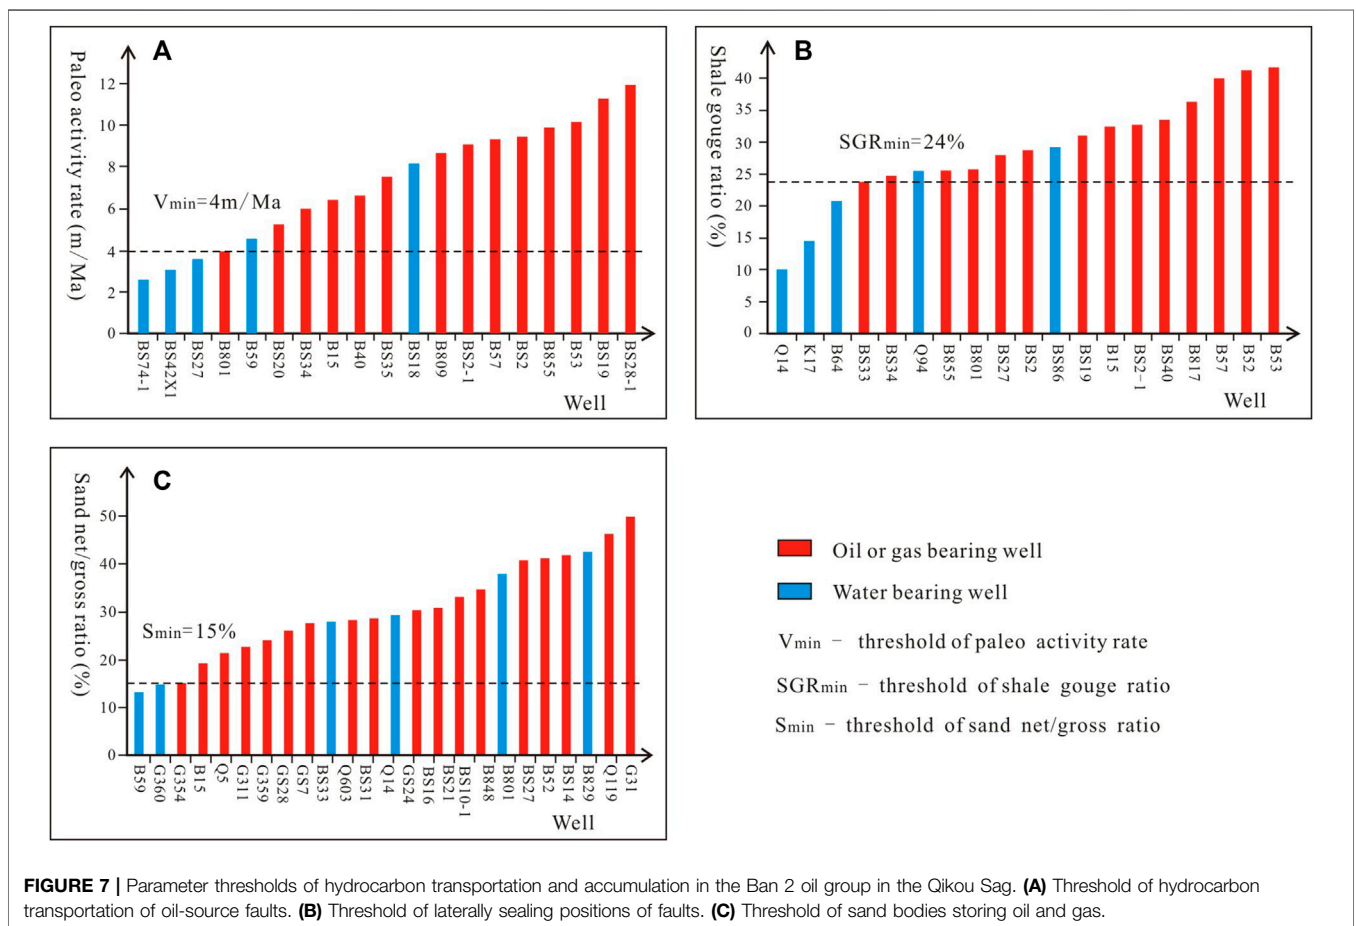 A
Paleo activity rate (m/Ma)
12
10
8
6
4
2
0
Vmin=4m/Ma
BS74-1
BS42X1
BS27
B801
B59
BS20
BS34
B15
B40
BS35
BS18
B809
BS2-1
B57
BS2
B855
B53
BS19
BS28-1
Well
B
Shale gouge ratio (%)
40
35
30
25
20
15
10
5
0
SGRmin=24%
Q14
K17
B64
BS33
BS34
Q94
B855
B801
BS27
BS2
BS86
BS19
B15
BS2-1
BS40
B817
B57
B52
B53
Well
C
Sand net/gross ratio (%)
50
40
30
20
10
0
Smin=15%
B59
G360
G354
B15
Q5
G311
G359
GS28
GS7
BS33
Q603
BS31
Q14
GS24
BS16
BS21
BS10-1
B848
B801
BS27
B52
BS14
B829
Q119
G31
Well
Oil or gas bearing well
Water bearing well
Vmin − threshold of paleo activity rate
SGRmin − threshold of shale gouge ratio
Smin − threshold of sand net/gross ratio
FIGURE 7 | Parameter thresholds of hydrocarbon transportation and accumulation in the Ban 2 oil group in the Qikou Sag. (A) Threshold of hydrocarbon
transportation of oil-source faults. (B) Threshold of laterally sealing positions of faults. (C) Threshold of sand bodies storing oil and gas.